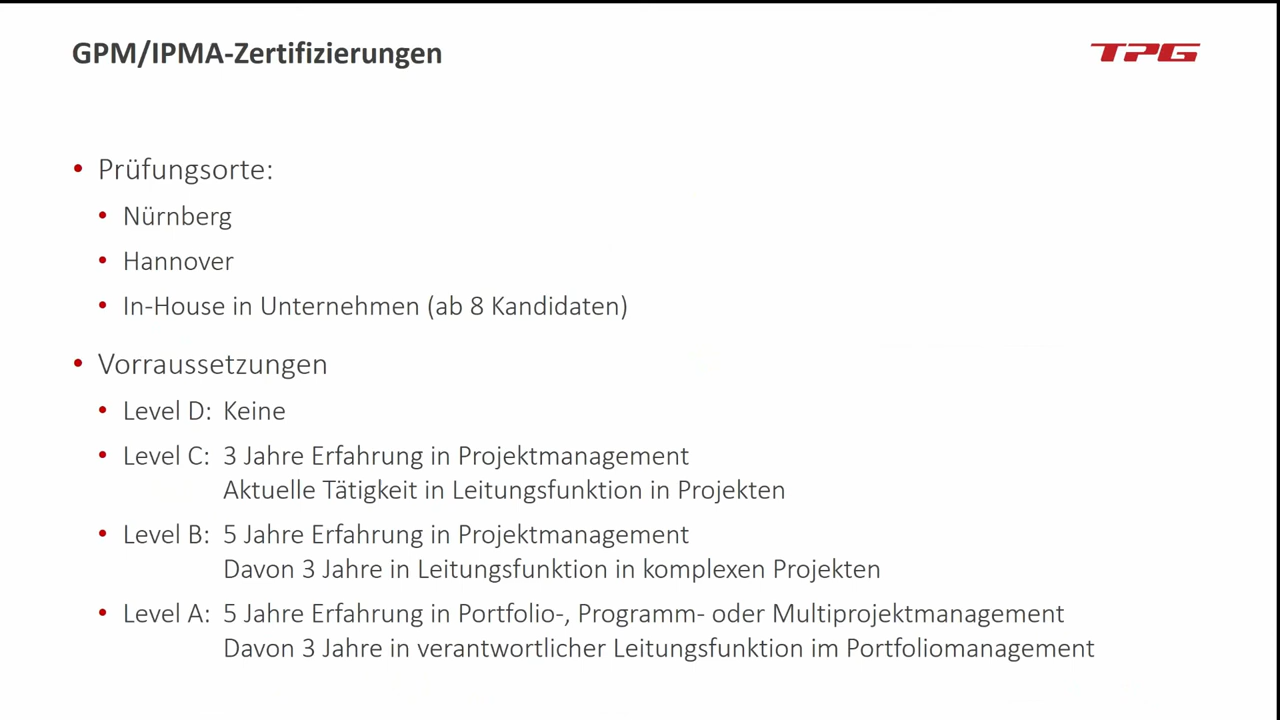 GPM/IPMA-Zertifizierungen
TPG
• Prüfungsorte:
• Nürnberg
• Hannover
• In-House in Unternehmen (ab 8 Kandidaten)
• Vorraussetzungen
• Level D: Keine
• Level C: 3 Jahre Erfahrung in Projektmanagement
Aktuelle Tätigkeit in Leitungsfunktion in Projekten
• Level B: 5 Jahre Erfahrung in Projektmanagement
Davon 3 Jahre in Leitungsfunktion in komplexen Projekten
• Level A: 5 Jahre Erfahrung in Portfolio-, Programm- oder Multiprojektmanagement
Davon 3 Jahre in verantwortlicher Leitungsfunktion im Portfoliomanagement